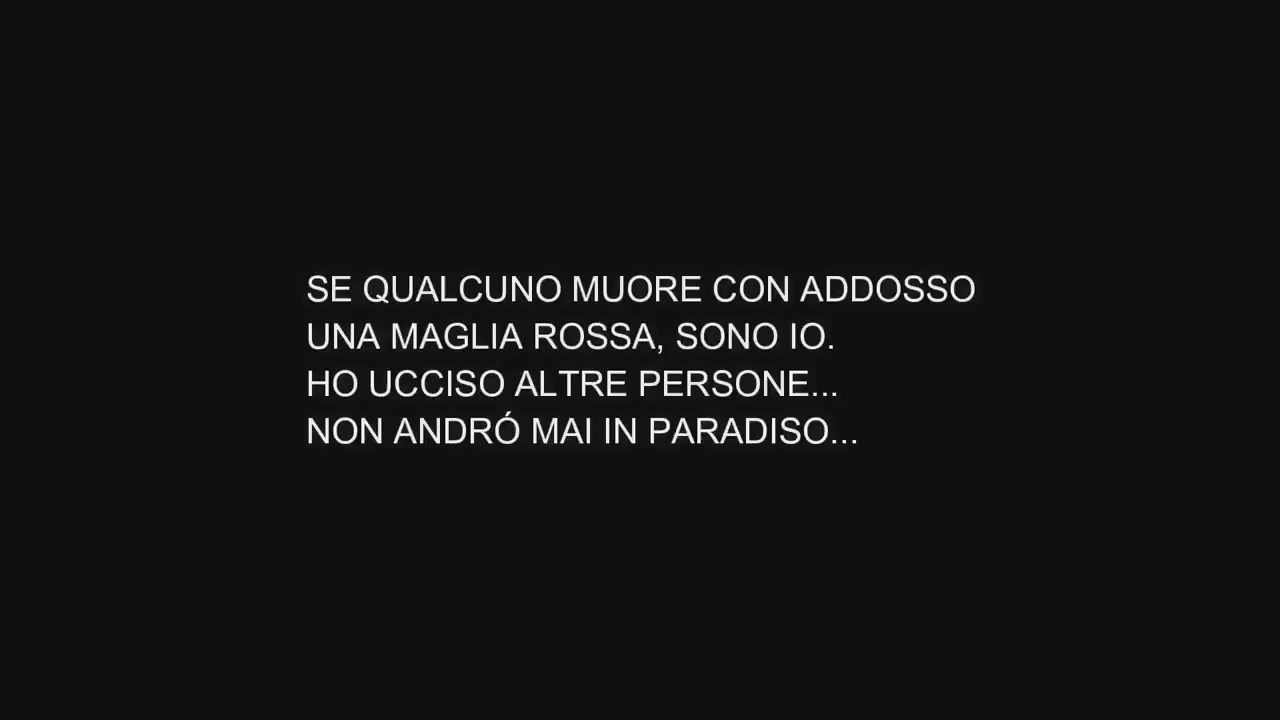 SE QUALCUNO MUORE CON ADDOSSO
UNA MAGLIA ROSSA, SONO IO.
HO UCCISO ALTRE PERSONE...
NON ANDRÓ MAI IN PARADISO...